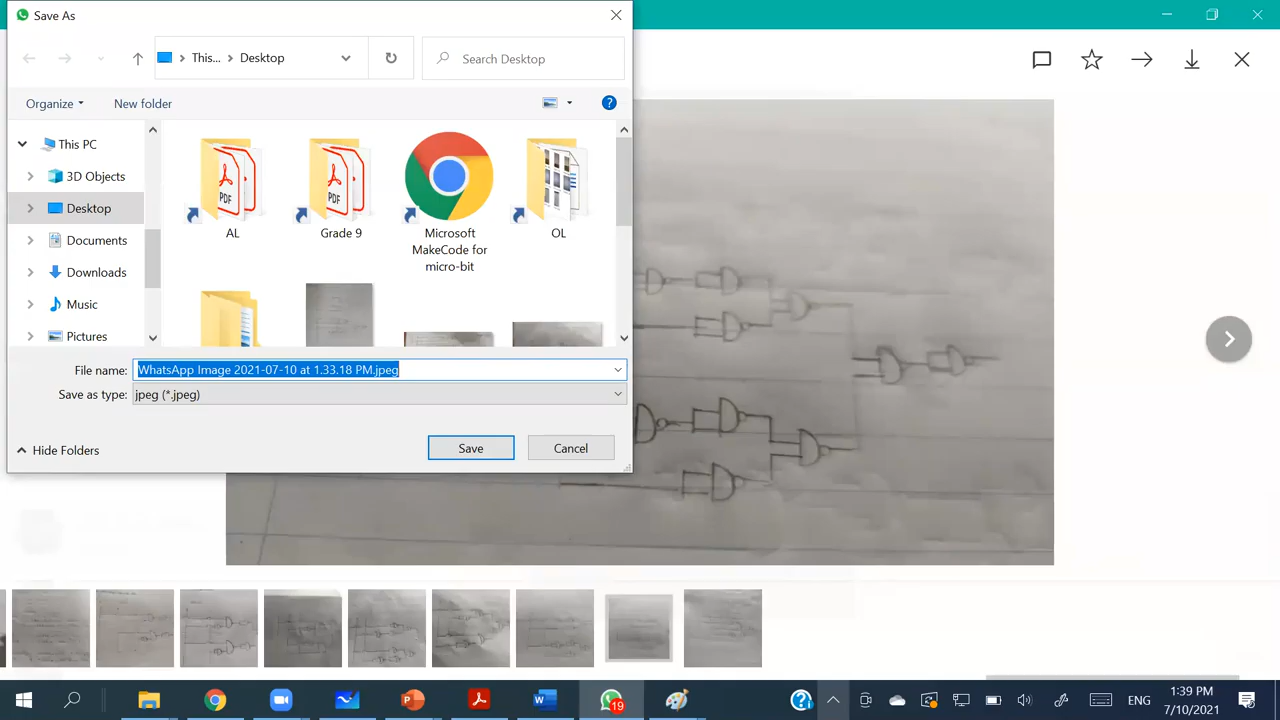 Save As
This... > Desktop
Search Desktop
Organize
New folder
This PC
3D Objects
Desktop
Documents
Downloads
Music
Pictures
PDF
PDF
AL
Grade 9
Microsoft
MakeCode for
micro-bit
OL
File name: WhatsApp Image 2021-07-10 at 1.33.18 PM.jpeg
Save as type: jpeg (*.jpeg)
Hide Folders
Save
Cancel
19
ENG
1:39 PM
7/10/2021